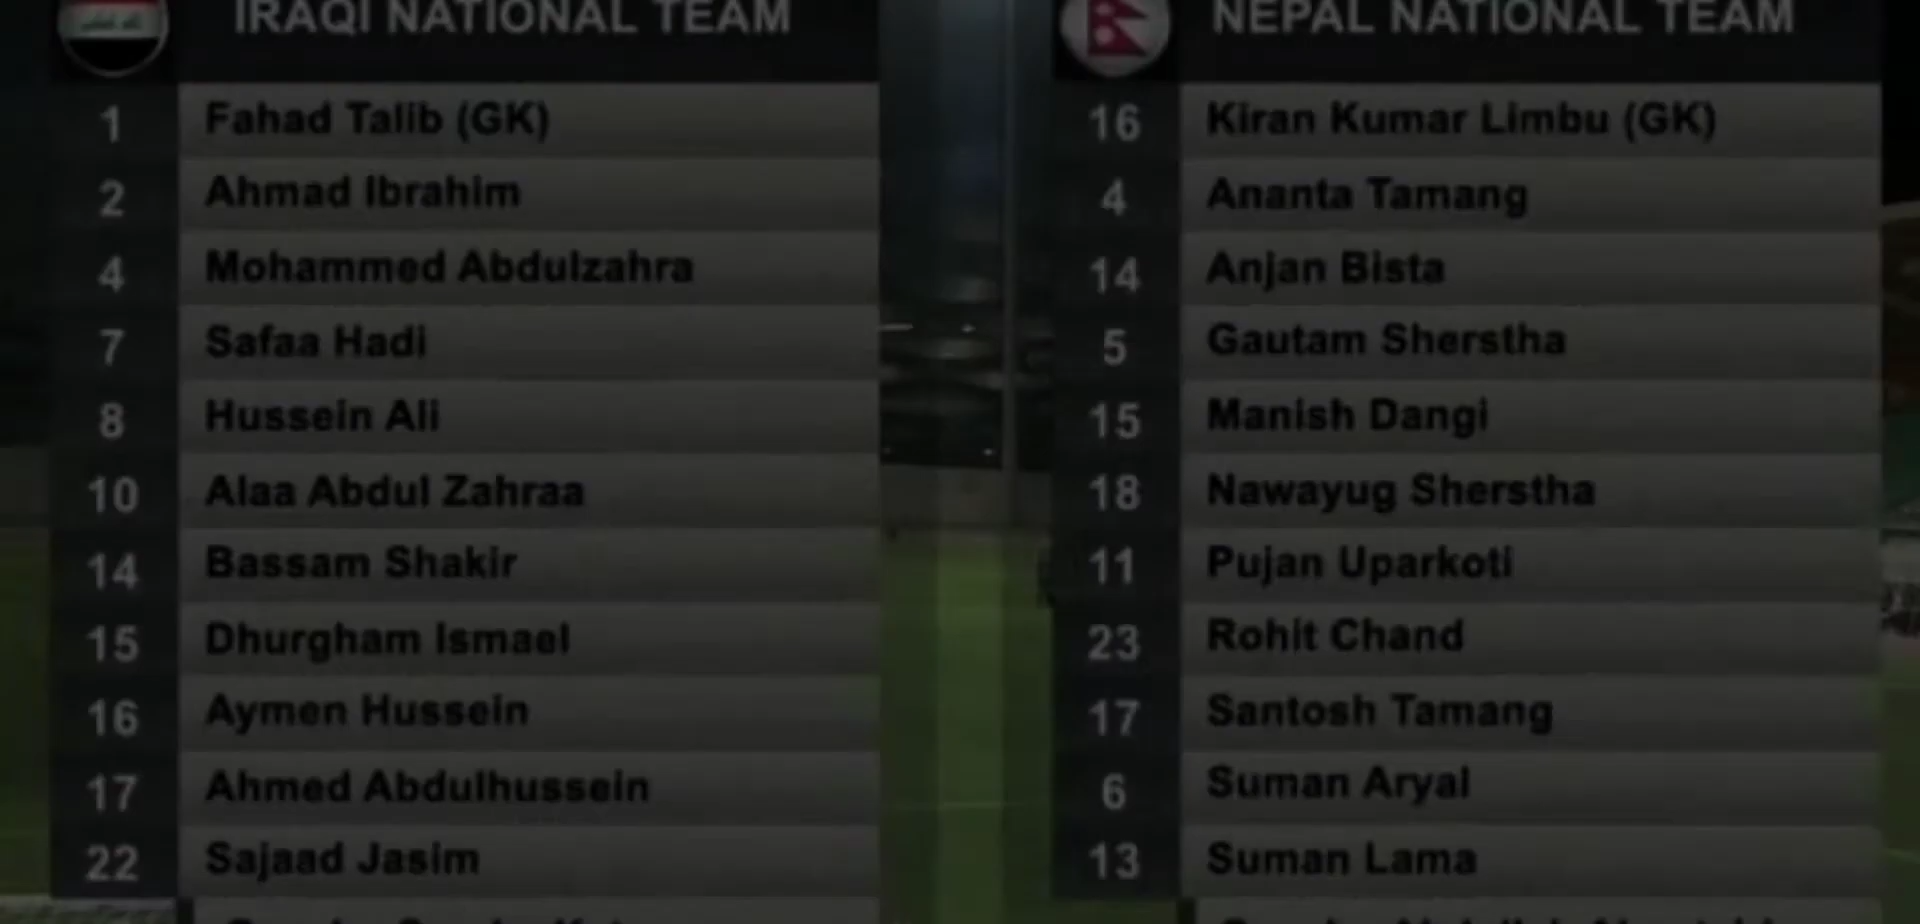 IRAQI NATIONAL TEAM
1 Fahad Talib (GK)
2 Ahmad Ibrahim
4 Mohammed Abdulzahra
7 Safaa Hadi
8 Hussein Ali
10 Alaa Abdul Zahraa
14 Bassam Shakir
15 Dhurgham Ismael
16 Aymen Hussein
17 Ahmed Abdulhussein
22 Sajaad Jasim
NEPAL NATIONAL TEAM
16 Kiran Kumar Limbu (GK)
4 Ananta Tamang
14 Anjan Bista
5 Gautam Sherstha
15 Manish Dangi
18 Nawayug Sherstha
11 Pujan Uparkoti
23 Rohit Chand
17 Santosh Tamang
6 Suman Aryal
13 Suman Lama